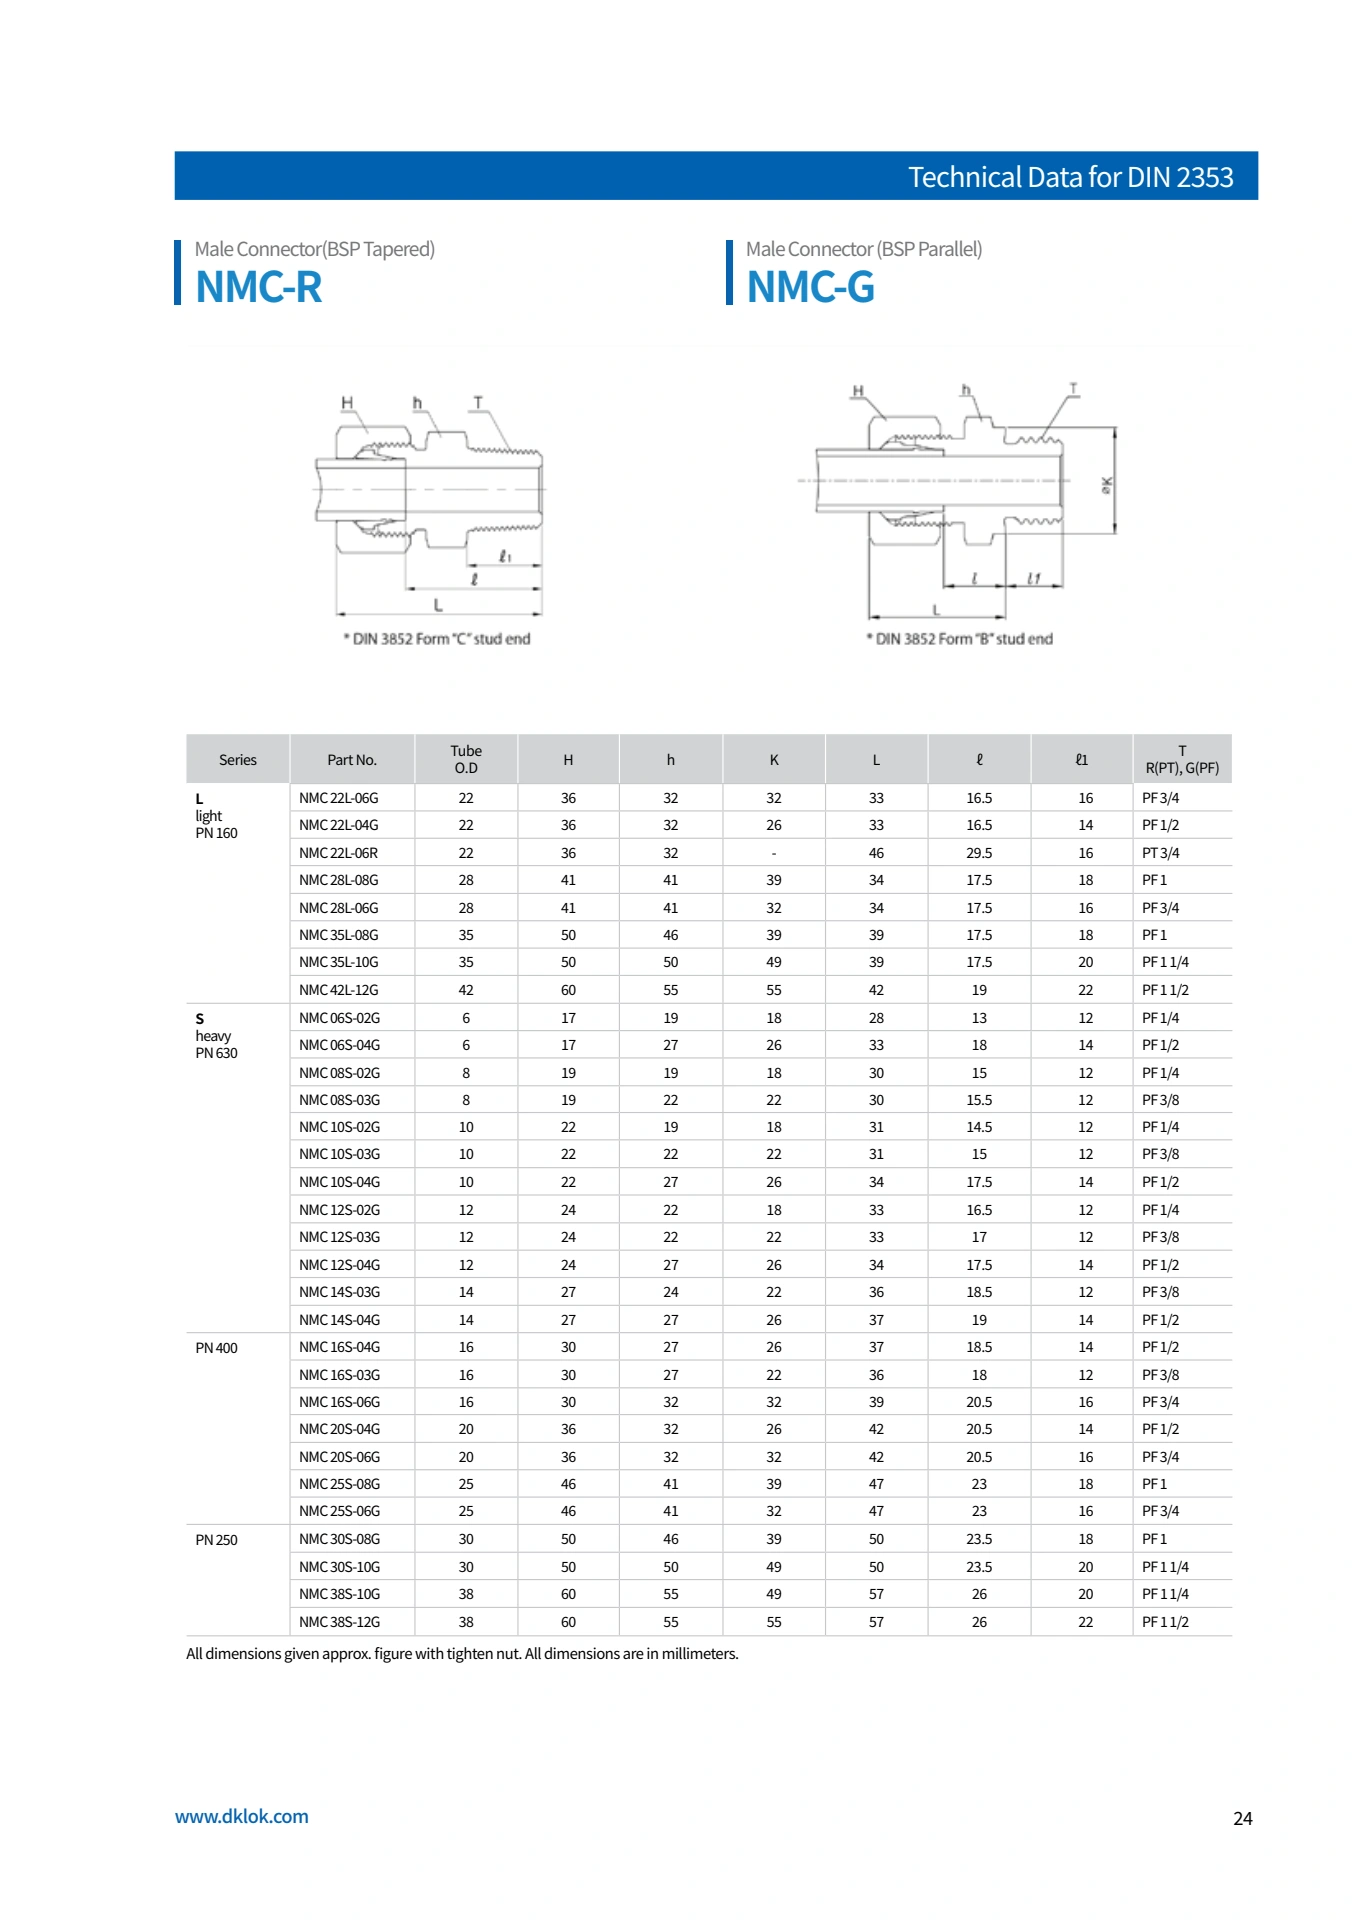 Technical Data for DIN 2353
Male Connector(BSP Tapered)
NMC-R
Male Connector (BSP Parallel)
NMC-G
H h T
ℓ1
ℓ
L
* DIN 3852 Form "C" stud end
H h T
øK
l l1
L
* DIN 3852 Form "B" stud end
Series Part No. Tube O.D H h K L ℓ ℓ1 T R(PT), G(PF)
L
light
PN 160
NMC 22L-06G 22 36 32 32 33 16.5 16 PF 3/4
NMC 22L-04G 22 36 32 26 33 16.5 14 PF 1/2
NMC 22L-06R 22 36 32 - 46 29.5 16 PT 3/4
NMC 28L-08G 28 41 41 39 34 17.5 18 PF 1
NMC 28L-06G 28 41 41 32 34 17.5 16 PF 3/4
NMC 35L-08G 35 50 46 39 39 17.5 18 PF 1
NMC 35L-10G 35 50 50 49 39 17.5 20 PF 1 1/4
NMC 42L-12G 42 60 55 55 42 19 22 PF 1 1/2
S
heavy
PN 630
NMC 06S-02G 6 17 19 18 28 13 12 PF 1/4
NMC 06S-04G 6 17 27 26 33 18 14 PF 1/2
NMC 08S-02G 8 19 19 18 30 15 12 PF 1/4
NMC 08S-03G 8 19 22 22 30 15.5 12 PF 3/8
NMC 10S-02G 10 22 19 18 31 14.5 12 PF 1/4
NMC 10S-03G 10 22 22 22 31 15 12 PF 3/8
NMC 10S-04G 10 22 27 26 34 17.5 14 PF 1/2
NMC 12S-02G 12 24 22 18 33 16.5 12 PF 1/4
NMC 12S-03G 12 24 22 22 33 17 12 PF 3/8
NMC 12S-04G 12 24 27 26 34 17.5 14 PF 1/2
NMC 14S-03G 14 27 24 22 36 18.5 12 PF 3/8
NMC 14S-04G 14 27 27 26 37 19 14 PF 1/2
PN 400
NMC 16S-04G 16 30 27 26 37 18.5 14 PF 1/2
NMC 16S-03G 16 30 27 22 36 18 12 PF 3/8
NMC 16S-06G 16 30 32 32 39 20.5 16 PF 3/4
NMC 20S-04G 20 36 32 26 42 20.5 14 PF 1/2
NMC 20S-06G 20 36 32 32 42 20.5 16 PF 3/4
NMC 25S-08G 25 46 41 39 47 23 18 PF 1
NMC 25S-06G 25 46 41 32 47 23 16 PF 3/4
PN 250
NMC 30S-08G 30 50 46 39 50 23.5 18 PF 1
NMC 30S-10G 30 50 50 49 50 23.5 20 PF 1 1/4
NMC 38S-10G 38 60 55 49 57 26 20 PF 1 1/4
NMC 38S-12G 38 60 55 55 57 26 22 PF 1 1/2
All dimensions given approx. figure with tighten nut. All dimensions are in millimeters.
www.dklok.com
24